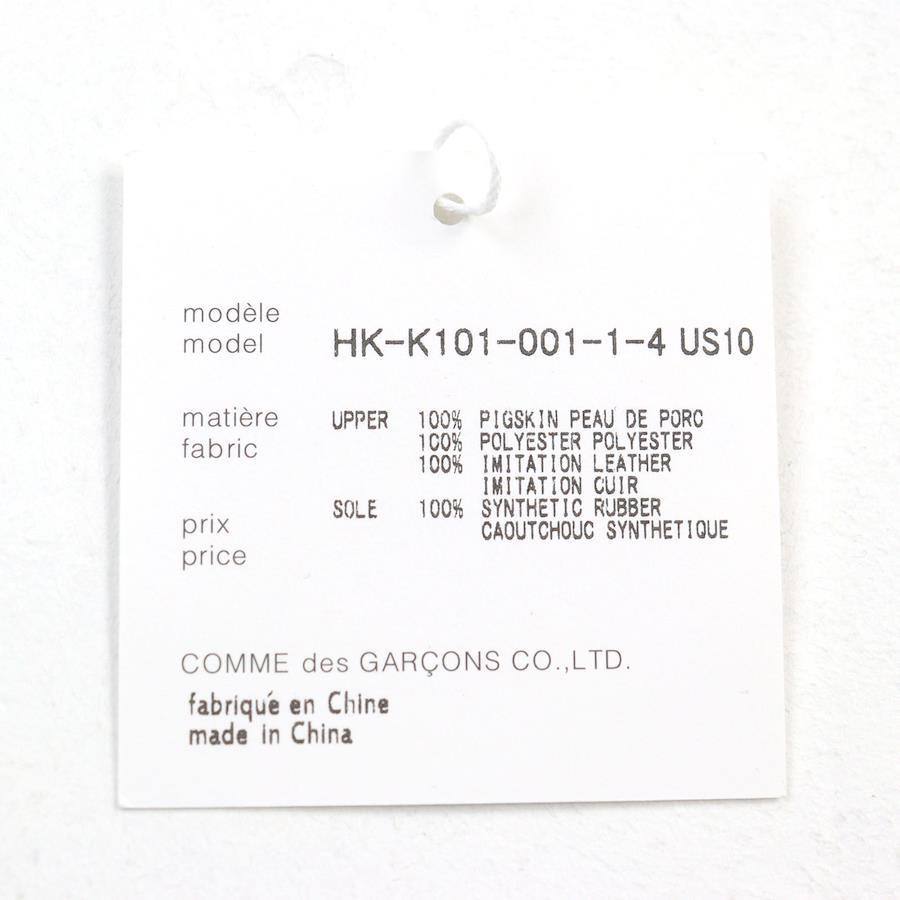 modèle
model HK-K101-001-1-4 US10
matière UPPER 100% PIGSKIN PEAU DE PORC
fabric 100% POLYESTER POLYESTER
100% IMITATION LEATHER
IMITATION CUIR
SOLE 100% SYNTHETIC RUBBER
prix CAOUTCHOUC SYNTHETIQUE
price
COMME des GARÇONS CO.,LTD.
fabriqué en Chine
made in China